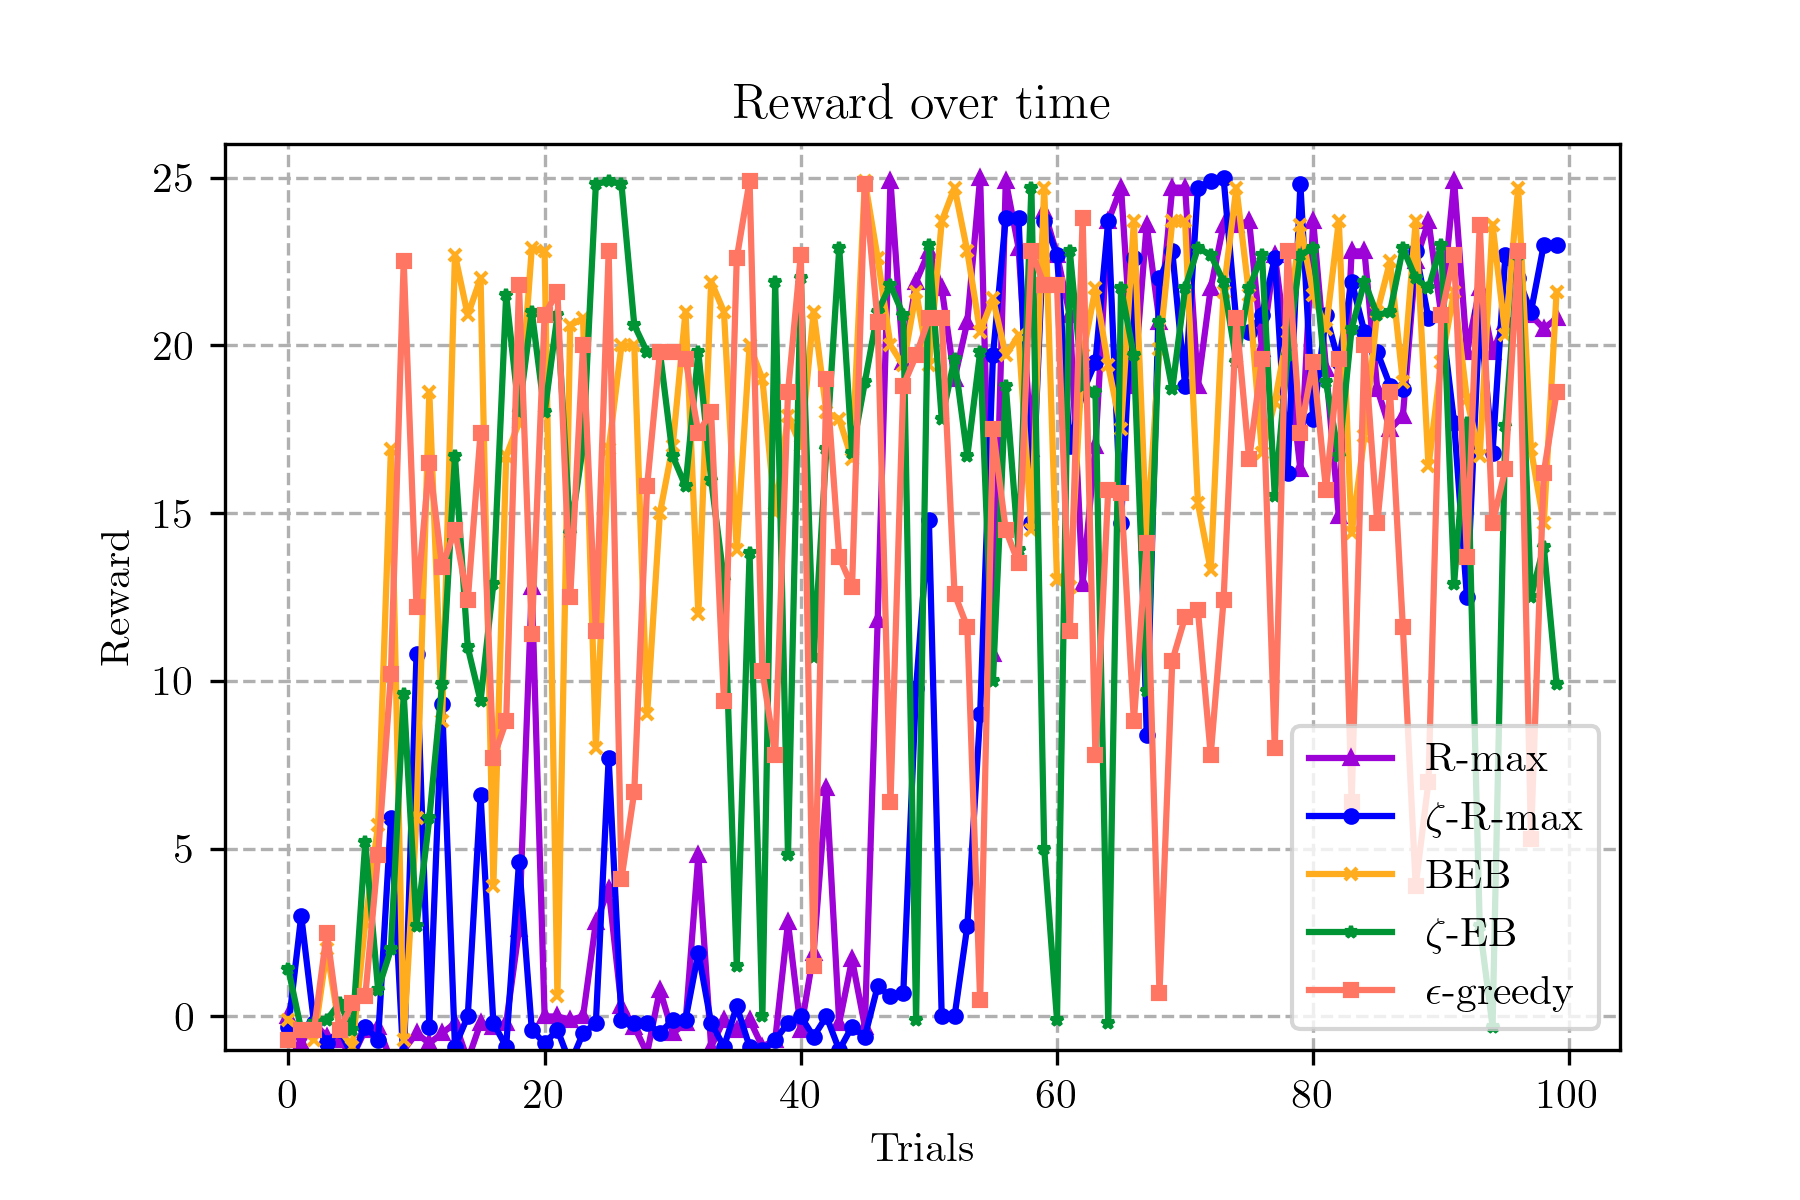 Reward over time
25
20
15
10
5
0
Reward
0 20 40 60 80 100
Trials
R-max
ζ-R-max
BEB
ζ-EB
ϵ-greedy